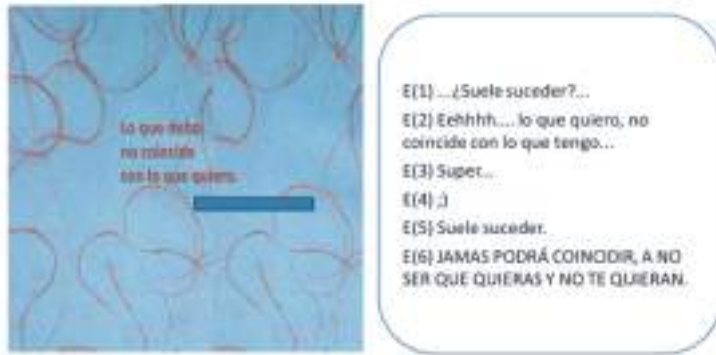 Lo que debo
no coincide
con lo que quiero.
E(1) ...¿Suele suceder?...
E(2) Eehhhh.... lo que quiero, no
coincide con lo que tengo...
E(3) Super...
E(4) ;)
E(5) Suele suceder.
E(6) JAMAS PODRÁ COINCIDIR, A NO
SER QUE QUIERAS Y NO TE QUIERAN.